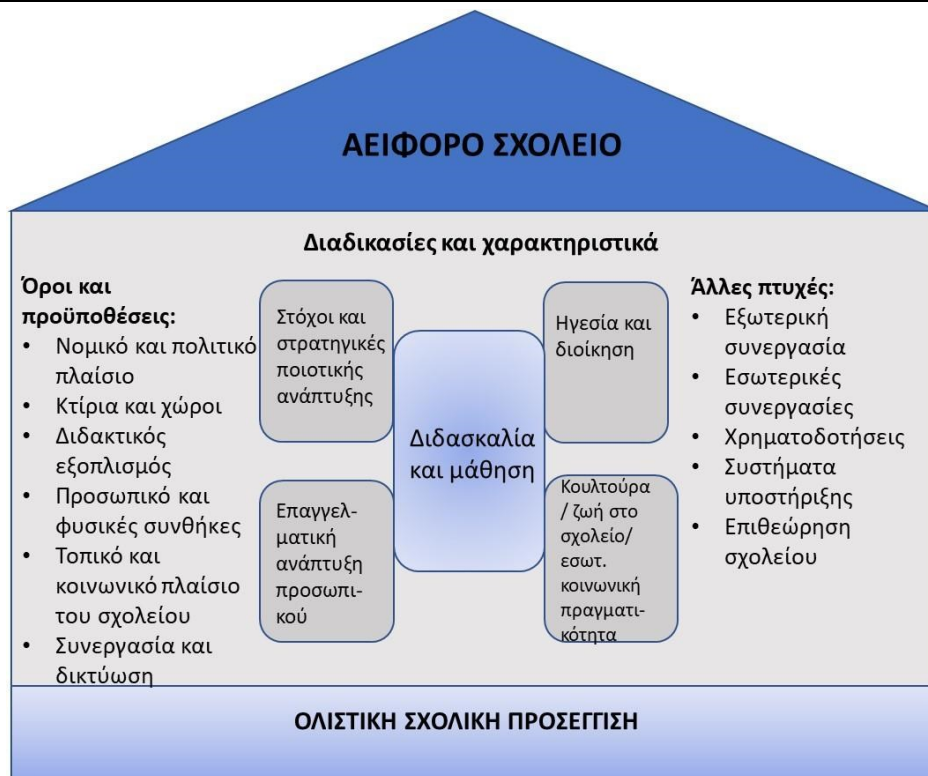 ΑΕΙΦΟΡΟ ΣΧΟΛΕΙΟ
Διαδικασίες και χαρακτηριστικά
Όροι και
προϋποθέσεις:
• Νομικό και πολιτικό
πλαίσιο
• Κτίρια και χώροι
• Διδακτικός
εξοπλισμός
• Προσωπικό και
φυσικές συνθήκες
• Τοπικό και
κοινωνικό πλαίσιο
του σχολείου
• Συνεργασία και
δικτύωση
Στόχοι και
στρατηγικές
ποιοτικής
ανάπτυξης
Επαγγελ-
ματική
ανάπτυξη
προσωπι-
κού
Διδασκαλία
και μάθηση
Ηγεσία και
διοίκηση
Κουλτούρα
/ ζωή στο
σχολείο/
εσωτ.
κοινωνική
πραγματι-
κότητα
Άλλες πτυχές:
• Εξωτερική
συνεργασία
• Εσωτερικές
συνεργασίες
• Χρηματοδοτήσεις
• Συστήματα
υποστήριξης
• Επιθεώρηση
σχολείου
ΟΛΙΣΤΙΚΗ ΣΧΟΛΙΚΗ ΠΡΟΣΕΓΓΙΣΗ